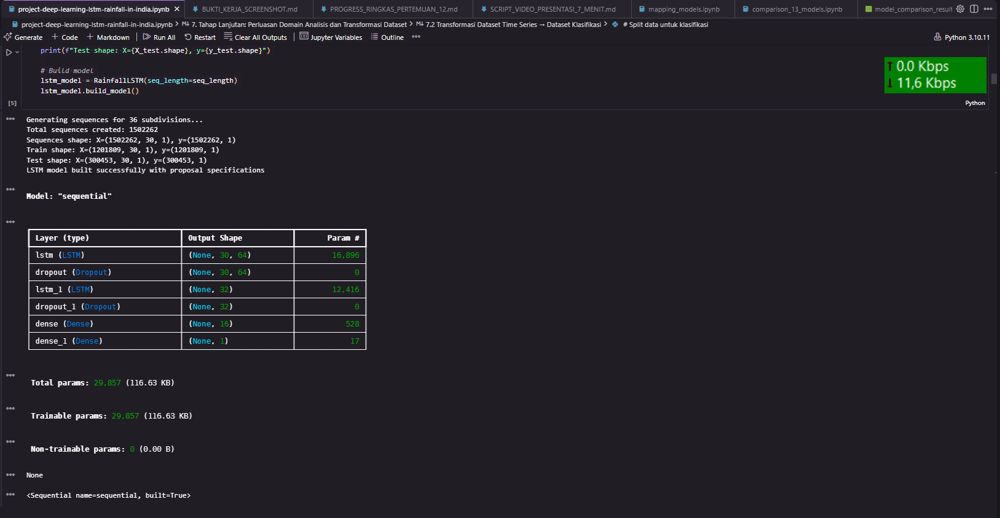 project-deep-learning-lstm-rainfall-in-india.ipynb
BUKTI_KERJA_SCREENSHOT.md
PROGRESS_RINGKAS_PERTEMUAN_12.md
SCRIPT_VIDEO_PRESENTASI_7_MENIT.md
mapping_models.ipynb
comparison_13_models.ipynb
model_comparison_result
project-deep-learning-lstm-rainfall-in-india.ipynb > M↓ 7. Tahap Lanjutan: Perluasan Domain Analisis dan Transformasi Dataset > M↓ 7.2 Transformasi Dataset Time Series → Dataset Klasifikasi > # Split data untuk klasifikasi
Generate + Code + Markdown | Run All Restart Clear All Outputs | Jupyter Variables Outline ... Python 3.10.11
print(f"Test shape: X={X_test.shape}, y={y_test.shape}")
↑ 0.0 Kbps
↓ 11,6 Kbps
# Build model
lstm_model = RainfallLSTM(seq_length=seq_length)
lstm_model.build_model()
[5]
Python
Generating sequences for 36 subdivisions...
Total sequences created: 1502262
Sequences shape: X=(1502262, 30, 1), y=(1502262, 1)
Train shape: X=(1201809, 30, 1), y=(1201809, 1)
Test shape: X=(300453, 30, 1), y=(300453, 1)
LSTM model built successfully with proposal specifications
Model: "sequential"
Layer (type) Output Shape Param #
lstm (LSTM) (None, 30, 64) 16,896
dropout (Dropout) (None, 30, 64) 0
lstm_1 (LSTM) (None, 32) 12,416
dropout_1 (Dropout) (None, 32) 0
dense (Dense) (None, 16) 528
dense_1 (Dense) (None, 1) 17
Total params: 29,857 (116.63 KB)
Trainable params: 29,857 (116.63 KB)
Non-trainable params: 0 (0.00 B)
None
<Sequential name=sequential, built=True>